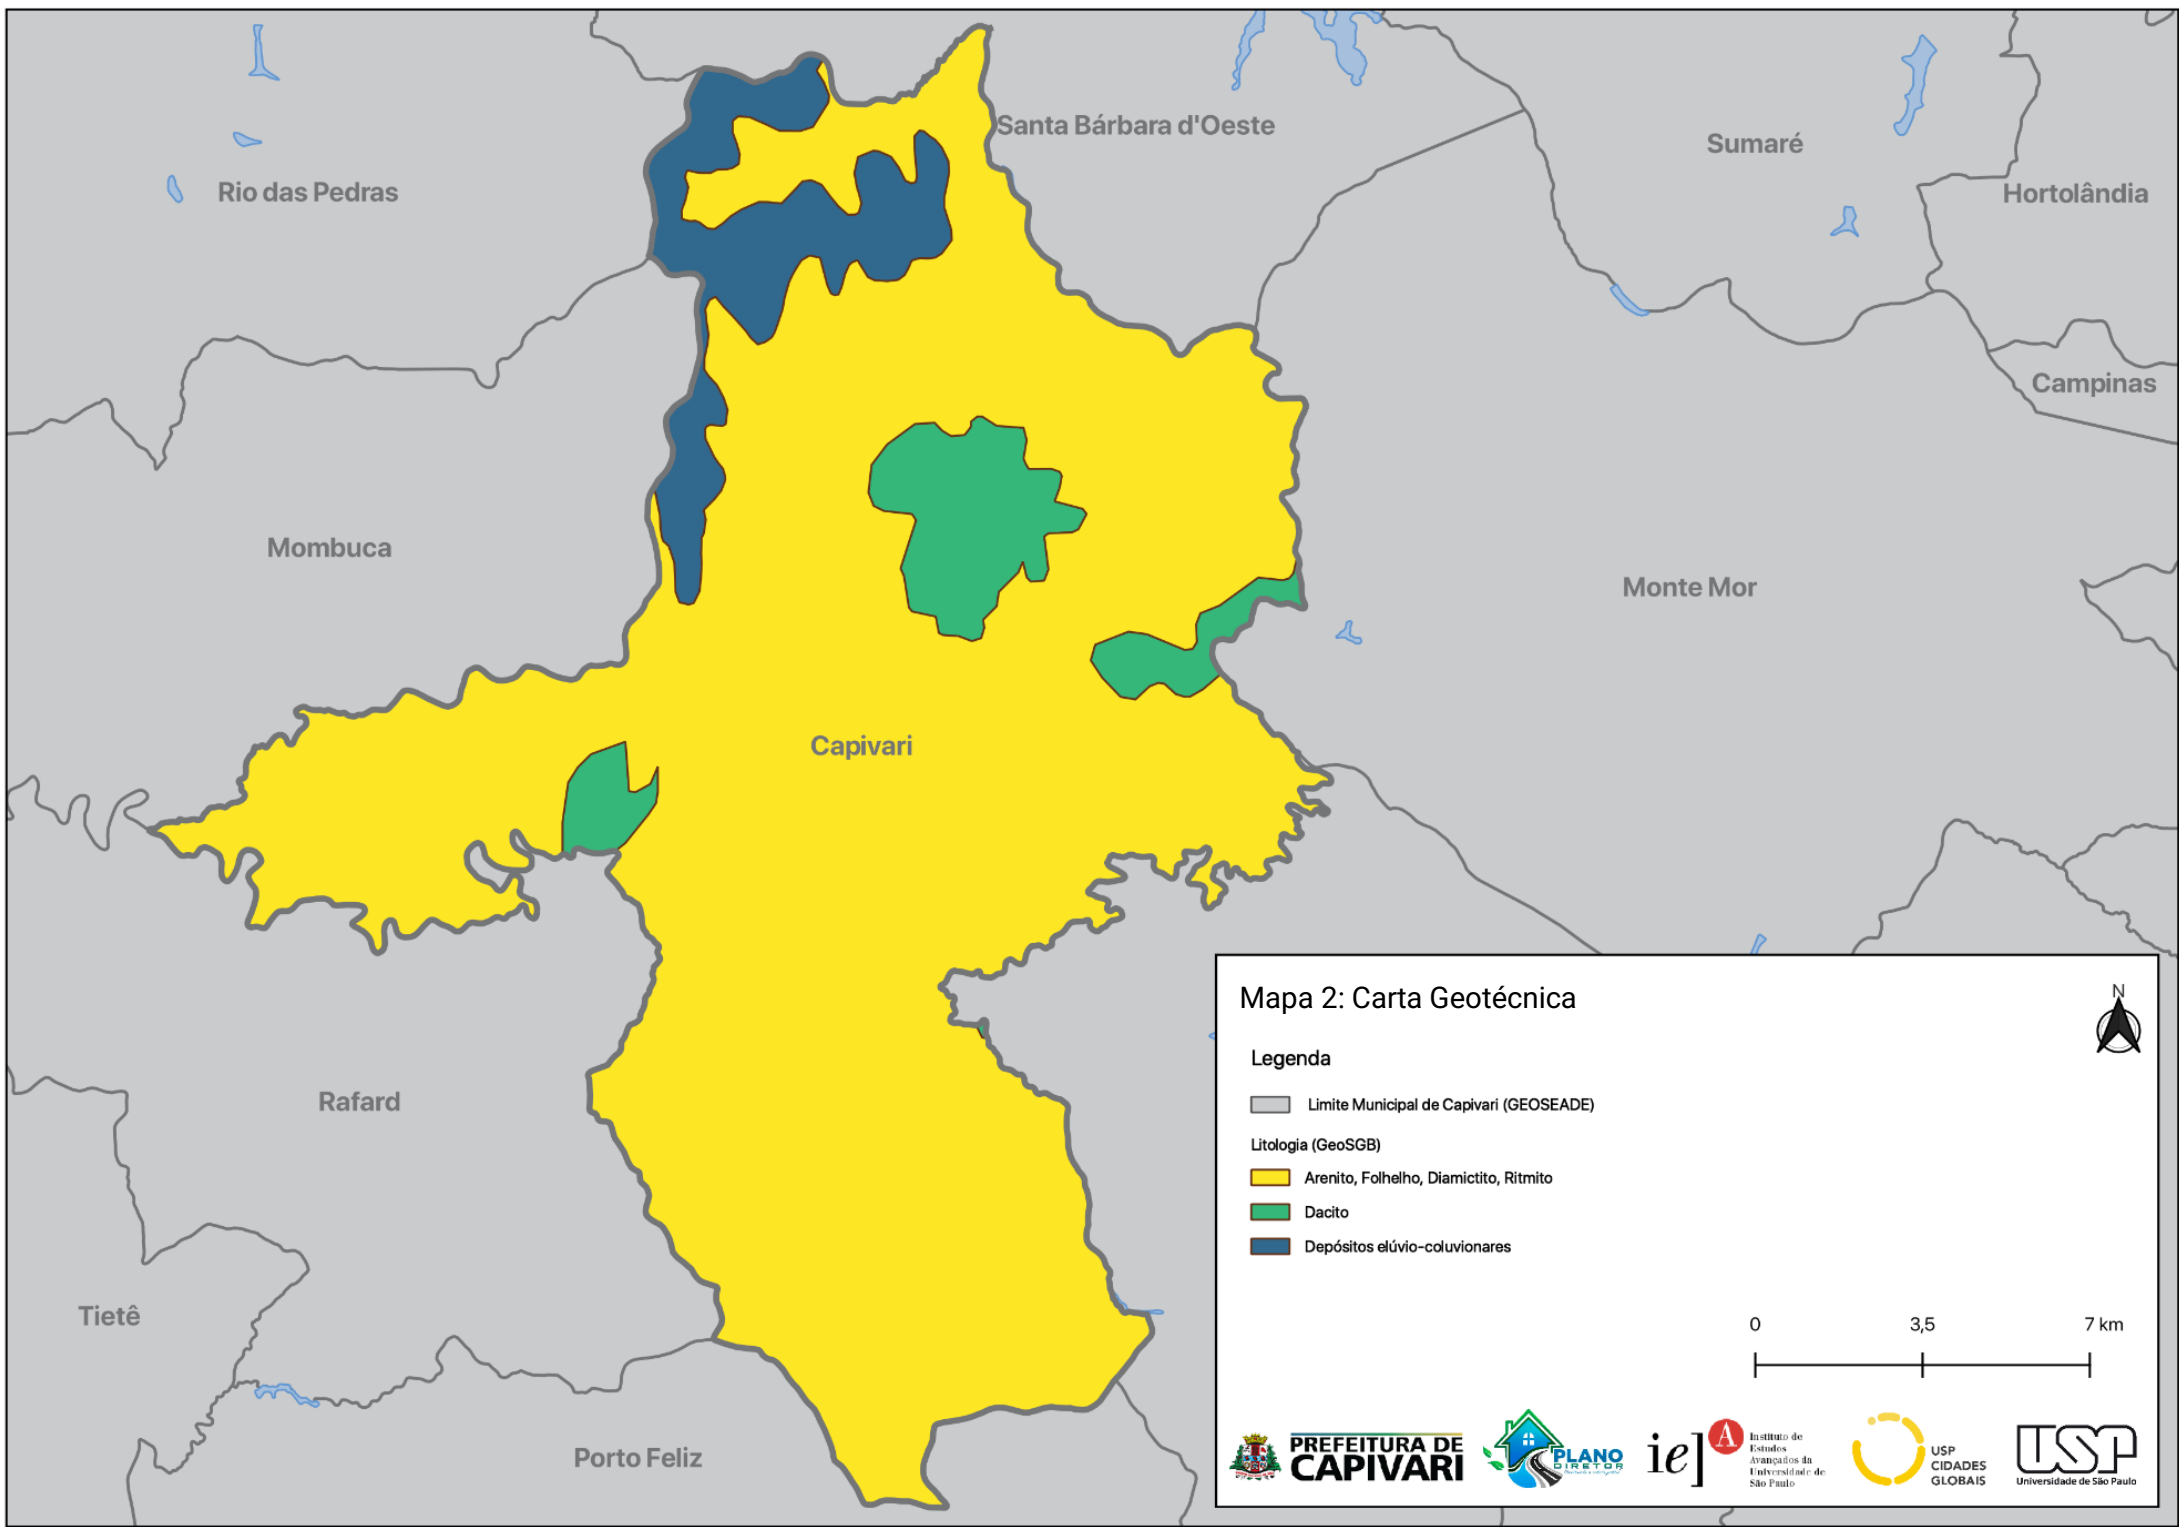 Santa Bárbara d'Oeste
Sumaré
Rio das Pedras
Hortolândia
Campinas
Mombuca
Monte Mor
Capivari
Rafard
Tietê
Porto Feliz
Mapa 2: Carta Geotécnica
N
Legenda
Limite Municipal de Capivari (GEOSEADE)
Litologia (GeoSGB)
Arenito, Folhelho, Diamictito, Ritmito
Dacito
Depósitos elúvio-coluvionares
0 3,5 7 km
PREFEITURA DE
CAPIVARI
PLANO
DIRETOR
iea
Instituto de
Estudos
Avançados da
Universidade de
São Paulo
USP
CIDADES
GLOBAIS
USP
Universidade de São Paulo